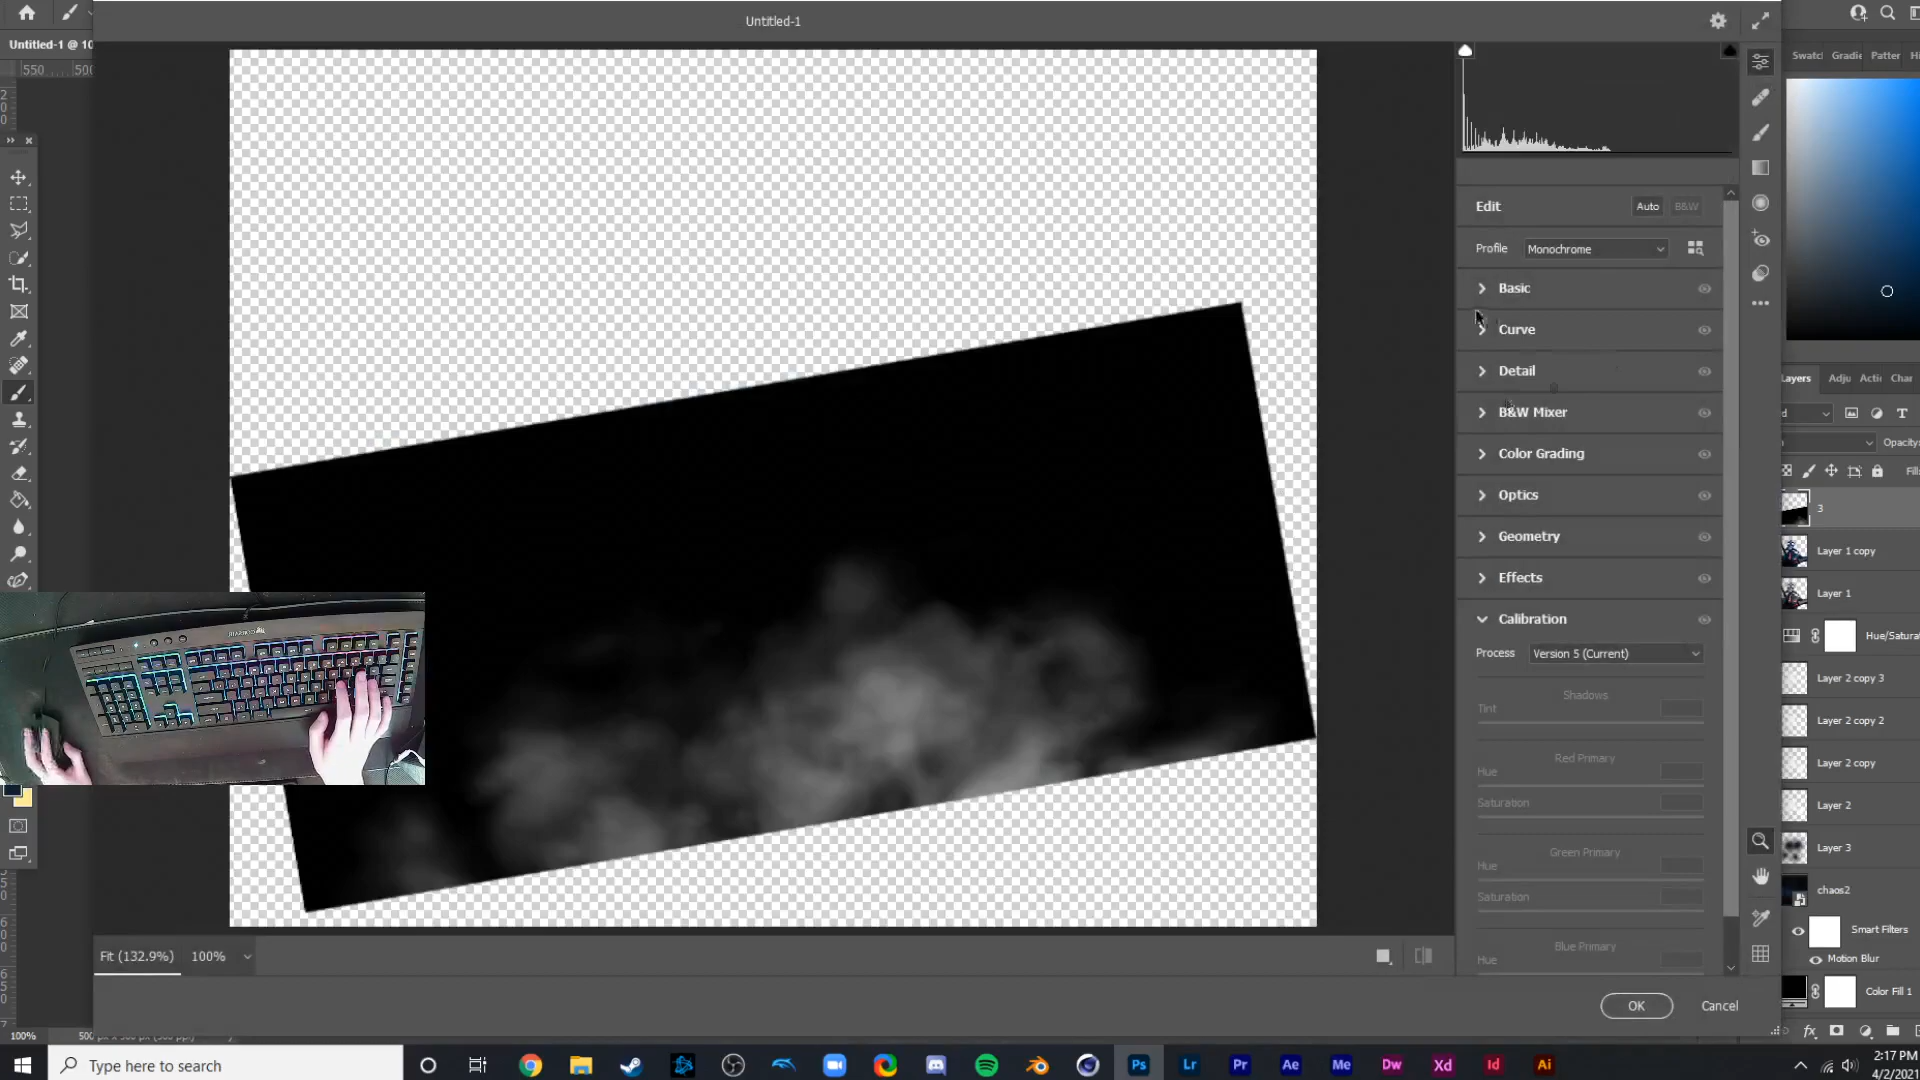 Untitled-1
Untitled-1 @ 10
550
500
Swatc
Gradie
Patter
Hi
Edit
Auto
B&W
Profile
Monochrome
Basic
Curve
Detail
B&W Mixer
Color Grading
Optics
Geometry
Effects
Calibration
Process
Version 5 (Current)
Shadows
Tint
Red Primary
Hue
Saturation
Green Primary
Hue
Saturation
Blue Primary
Hue
Layers
Adju
Acti
Char
Opacity:
Fill:
3
Layer 1 copy
Layer 1
Hue/Saturat
Layer 2 copy 3
Layer 2 copy 2
Layer 2 copy
Layer 2
Layer 3
chaos2
Smart Filters
Motion Blur
Color Fill 1
Fit (132.9%)
100%
OK
Cancel
100%
Type here to search
Ps
Lr
Pr
Ae
Me
Dw
Xd
Id
Ai
2:17 PM
4/2/2021